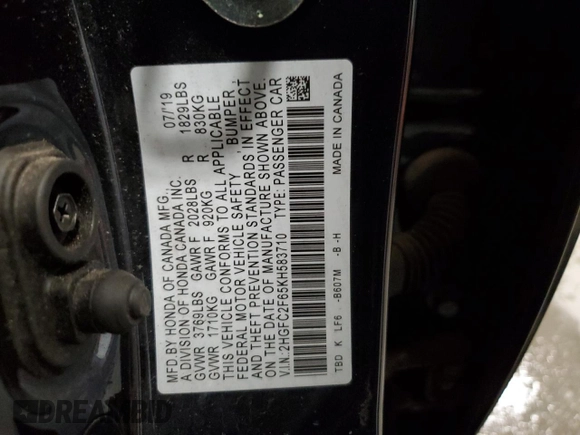 MFD.BY HONDA OF CANADA MFG., 07/19
A DIVISION OF HONDA CANADA INC.
GVWR 3769LBS GAWR F 2028LBS R 1829LBS
GVWR 1710KG GAWR F 920KG R 830KG
THIS VEHICLE CONFORMS TO ALL APPLICABLE
FEDERAL MOTOR VEHICLE SAFETY, BUMPER,
AND THEFT PREVENTION STANDARDS IN EFFECT
ON THE DATE OF MANUFACTURE SHOWN ABOVE.
V.I.N.:2HGFC2F65KH583710 TYPE: PASSENGER CAR
TBD K LF6 -B607M -B -H MADE IN CANADA
BREAKABID